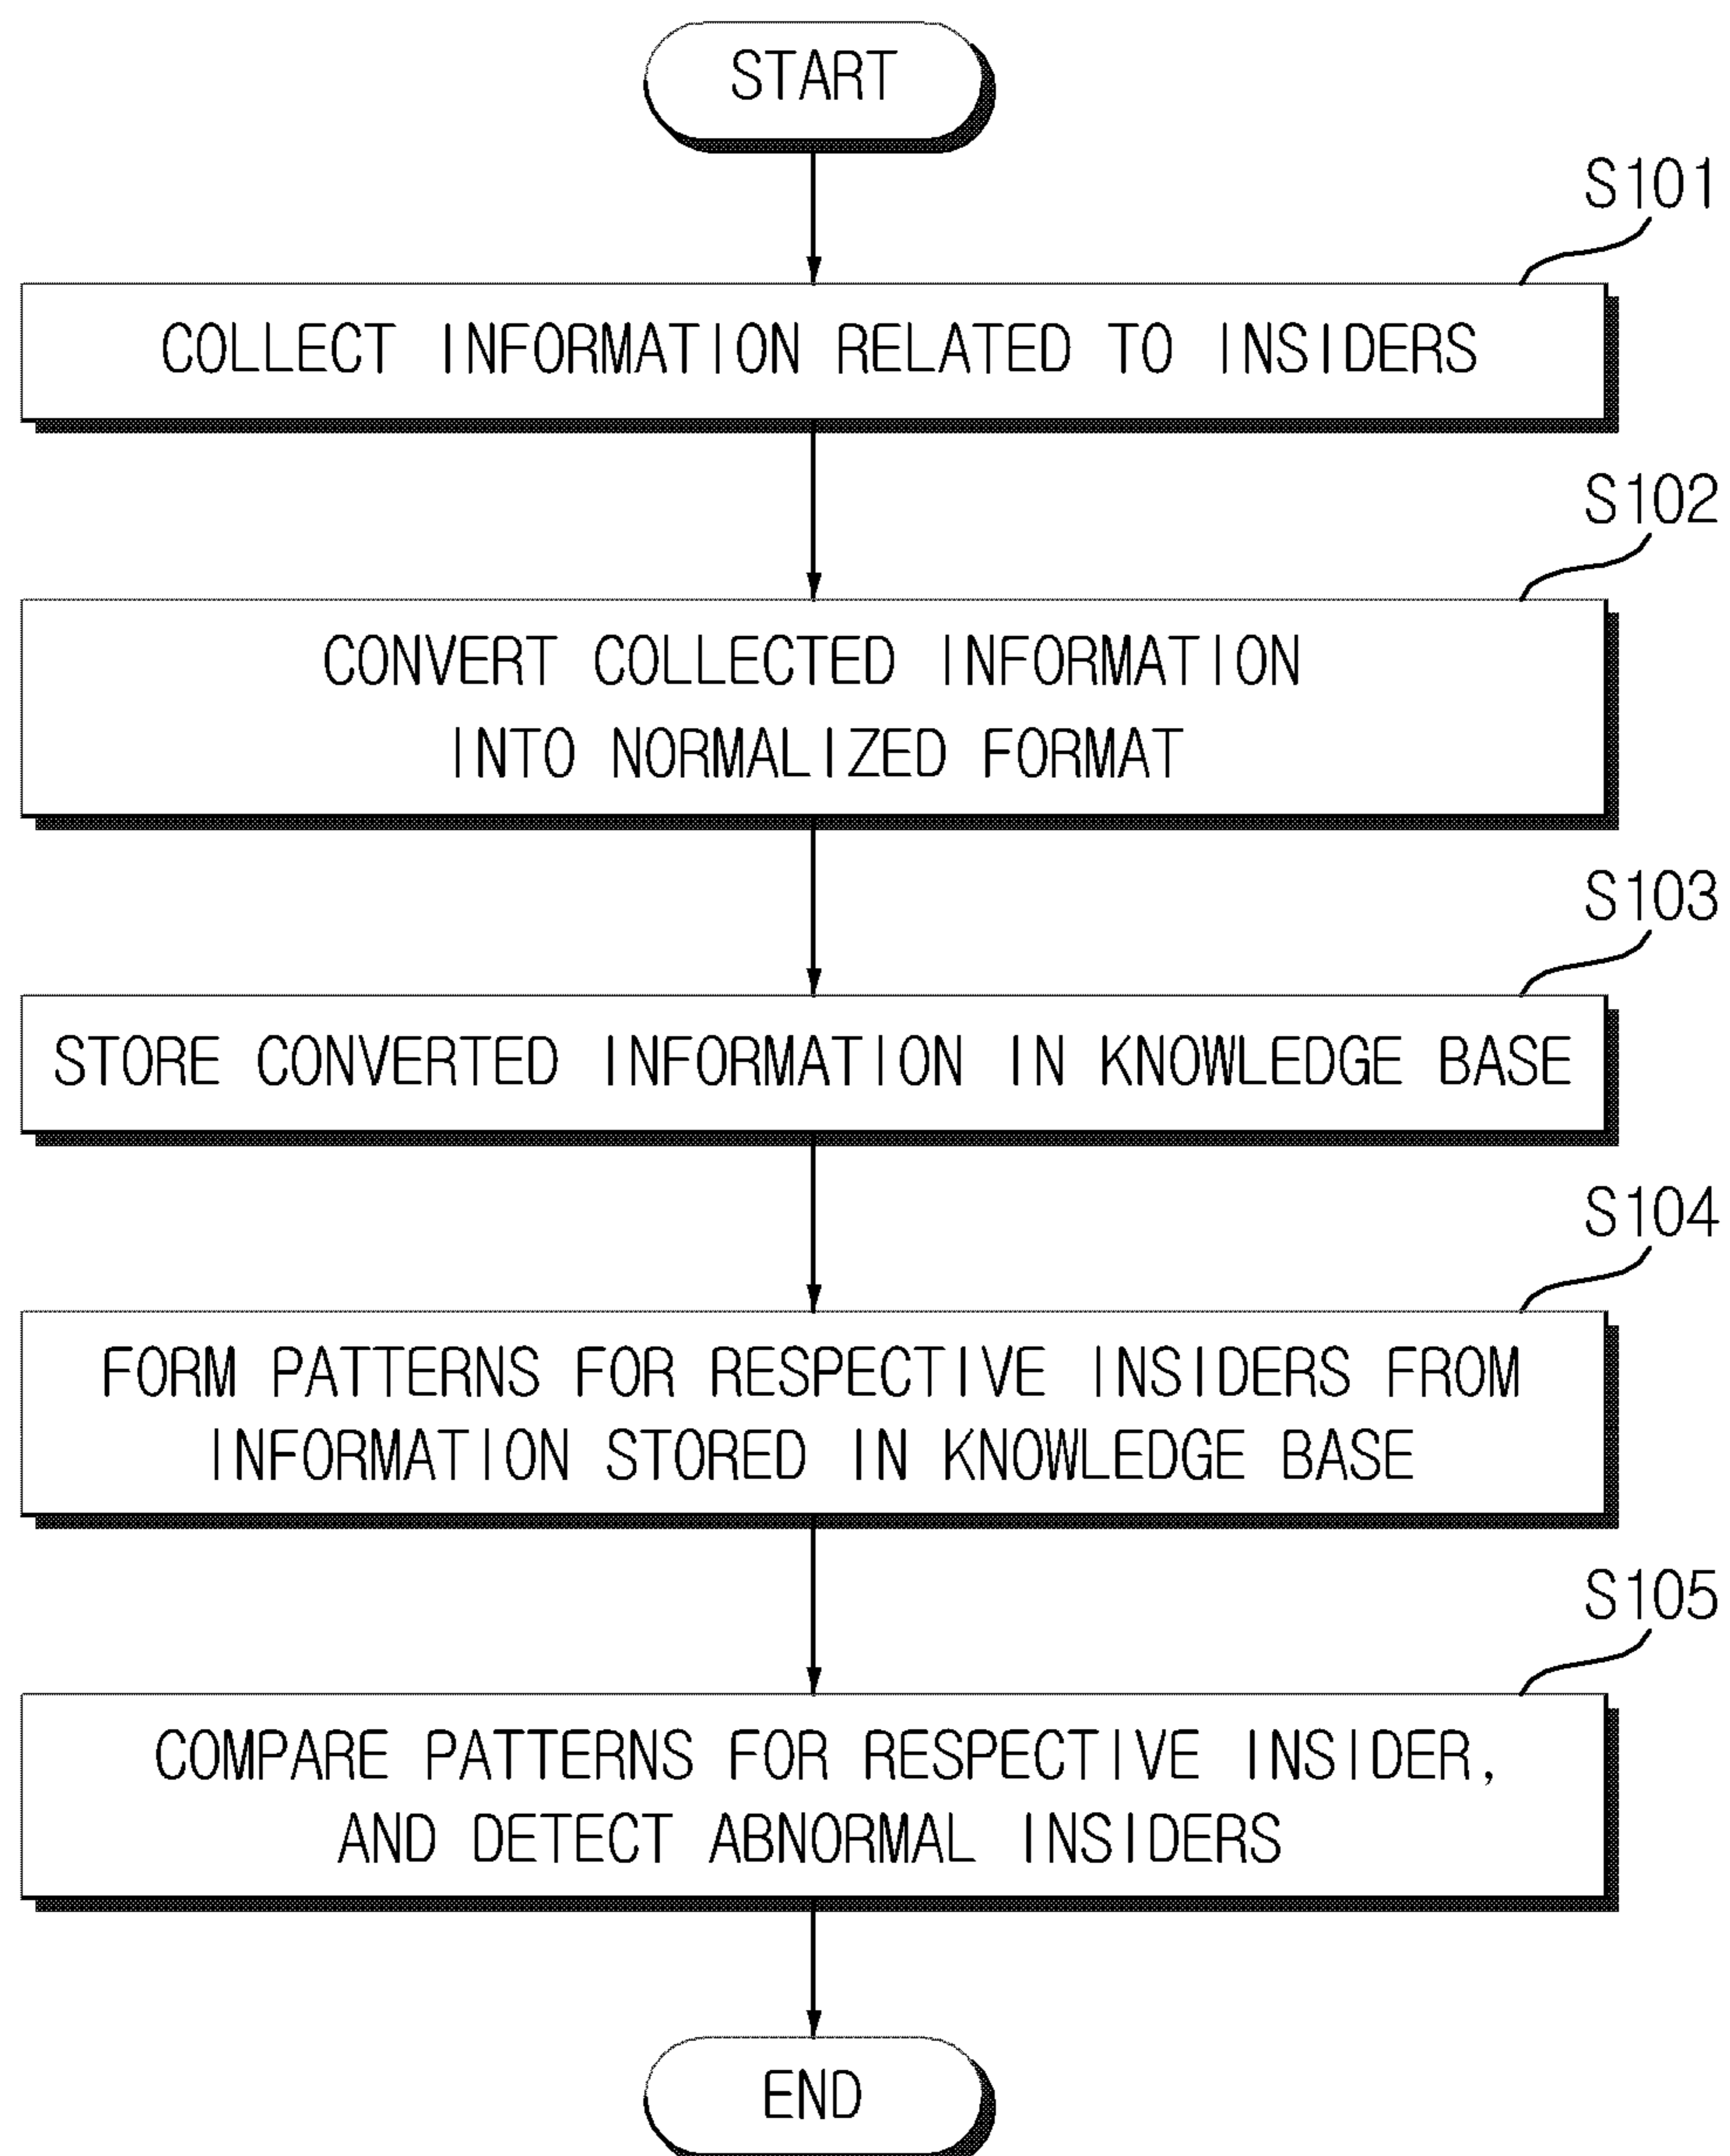 START
S101
COLLECT INFORMATION RELATED TO INSIDERS
S102
CONVERT COLLECTED INFORMATION
INTO NORMALIZED FORMAT
S103
STORE CONVERTED INFORMATION IN KNOWLEDGE BASE
S104
FORM PATTERNS FOR RESPECTIVE INSIDERS FROM
INFORMATION STORED IN KNOWLEDGE BASE
S105
COMPARE PATTERNS FOR RESPECTIVE INSIDER,
AND DETECT ABNORMAL INSIDERS
END